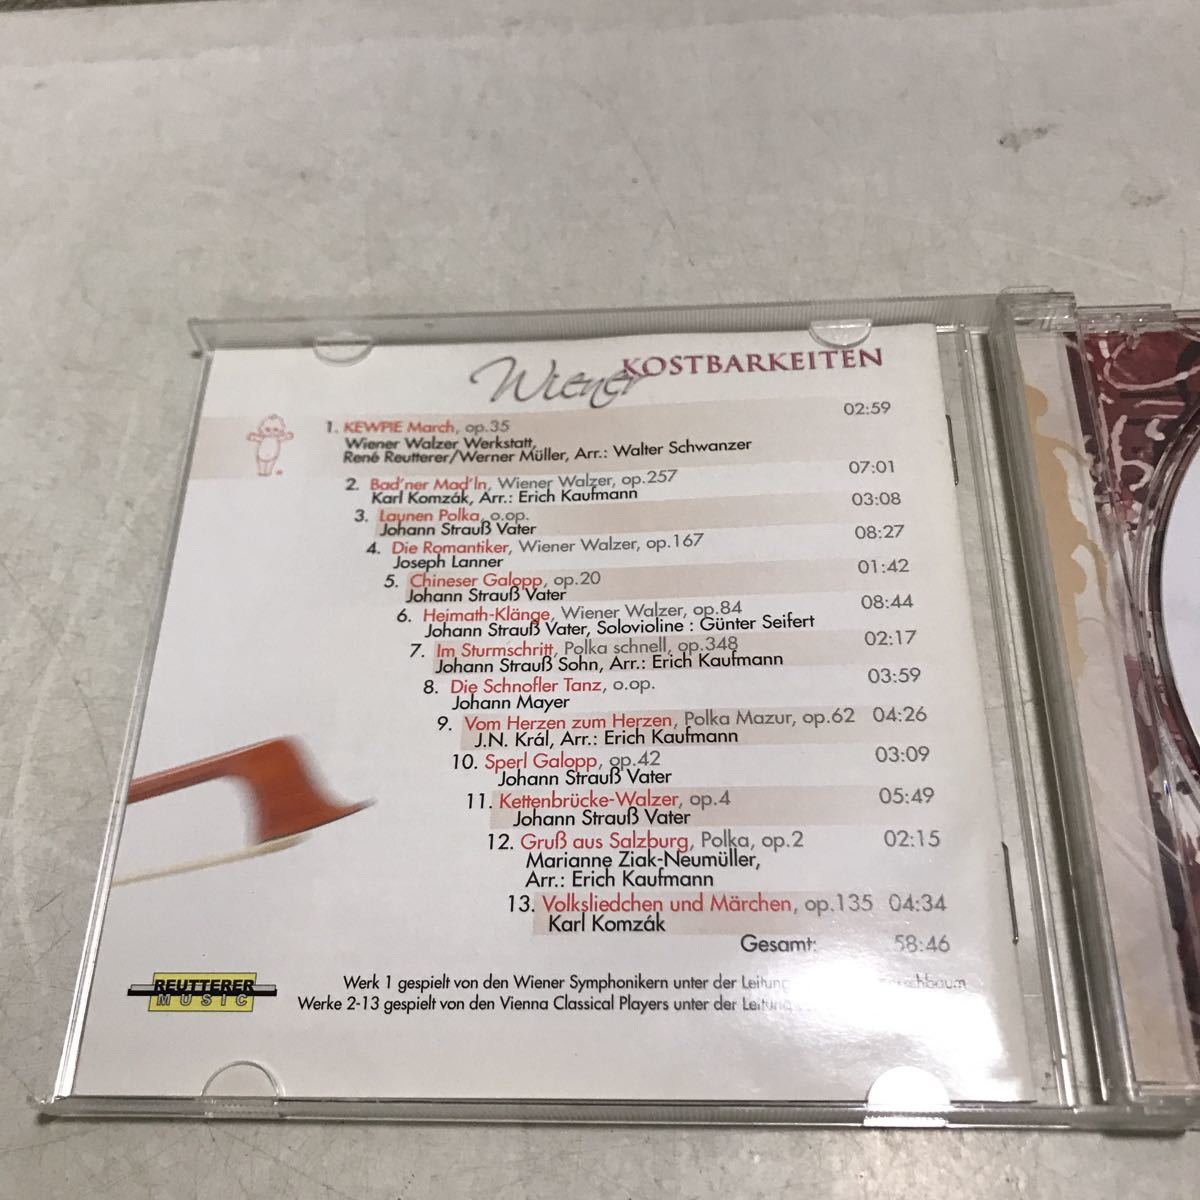 Wiener KOSTBARKEITEN
1. KEWPIE March, op.35 02:59
Wiener Walzer Werkstatt,
René Reutterer/Werner Müller, Arr.: Walter Schwanzer
2. Bad'ner Mad'ln, Wiener Walzer, op.257 07:01
Karl Komzák, Arr.: Erich Kaufmann
3. Launen Polka, o.op. 03:08
Johann Strauß Vater
4. Die Romantiker, Wiener Walzer, op.167 08:27
Joseph Lanner
5. Chineser Galopp, op.20 01:42
Johann Strauß Vater
6. Heimath-Klänge, Wiener Walzer, op.84 08:44
Johann Strauß Vater, Solovioline : Günter Seifert
7. Im Sturmschritt, Polka schnell, op.348 02:17
Johann Strauß Sohn, Arr.: Erich Kaufmann
8. Die Schnofler Tanz, o.op. 03:59
Johann Mayer
9. Vom Herzen zum Herzen, Polka Mazur, op.62 04:26
J.N. Král, Arr.: Erich Kaufmann
10. Sperl Galopp, op.42 03:09
Johann Strauß Vater
11. Kettenbrücke-Walzer, op.4 05:49
Johann Strauß Vater
12. Gruß aus Salzburg, Polka, op.2 02:15
Marianne Ziak-Neumüller,
Arr.: Erich Kaufmann
13. Volksliedchen und Märchen, op.135 04:34
Karl Komzák
Gesamt: 58:46
REUTTERER
MUSIC
Werk 1 gespielt von den Wiener Symphonikern unter der Leitung
Werke 2-13 gespielt von den Vienna Classical Players unter der Leitung